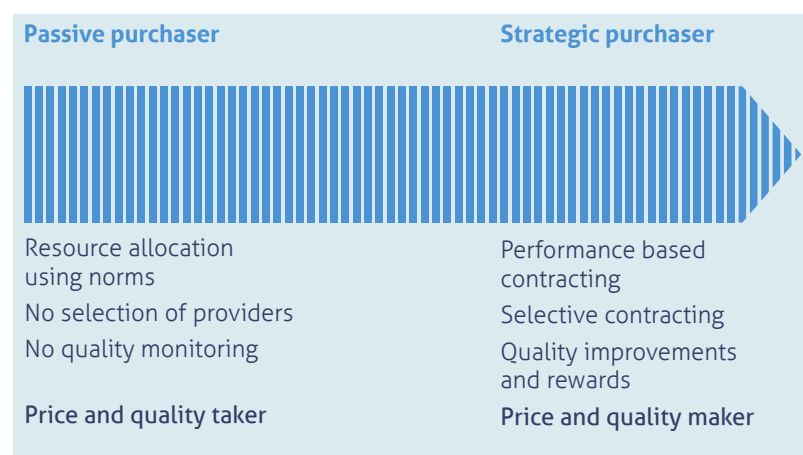 Passive purchaser
Strategic purchaser
Resource allocation
using norms
No selection of providers
No quality monitoring
Price and quality taker
Performance based
contracting
Selective contracting
Quality improvements
and rewards
Price and quality maker